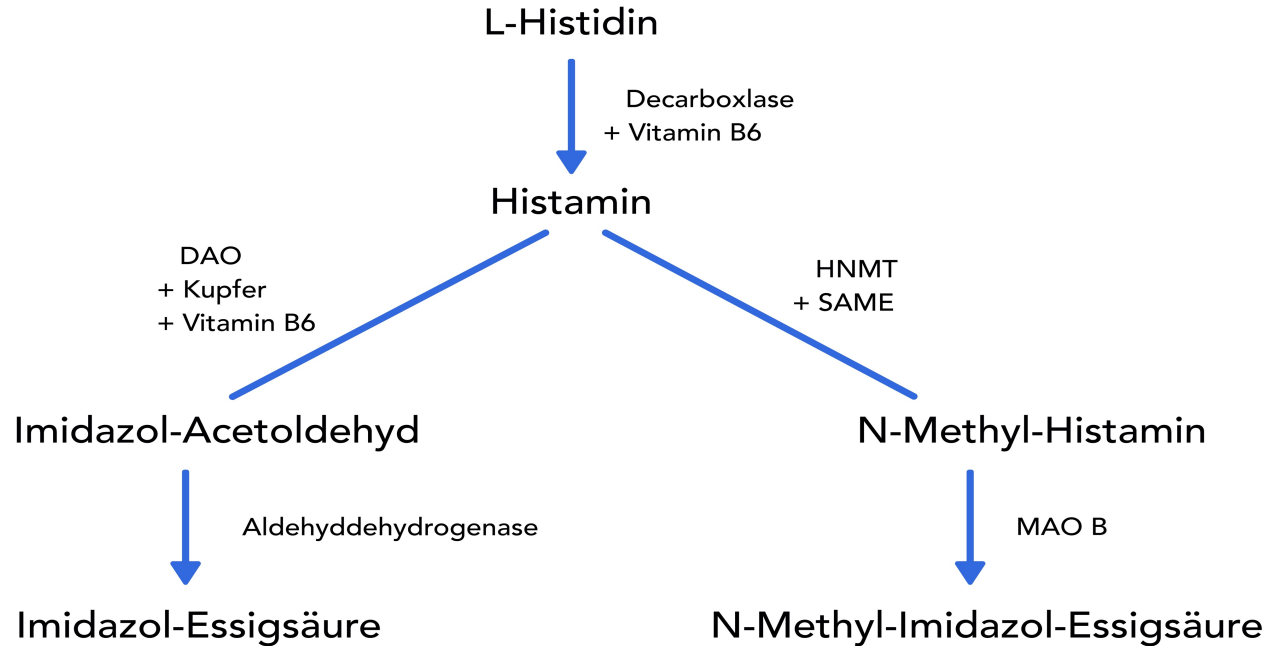 L-Histidin
Decarboxlase
+ Vitamin B6
Histamin
DAO
+ Kupfer
+ Vitamin B6
HNMT
+ SAME
Imidazol-Acetoldehyd
N-Methyl-Histamin
Aldehyddehydrogenase
MAO B
Imidazol-Essigsäure
N-Methyl-Imidazol-Essigsäure